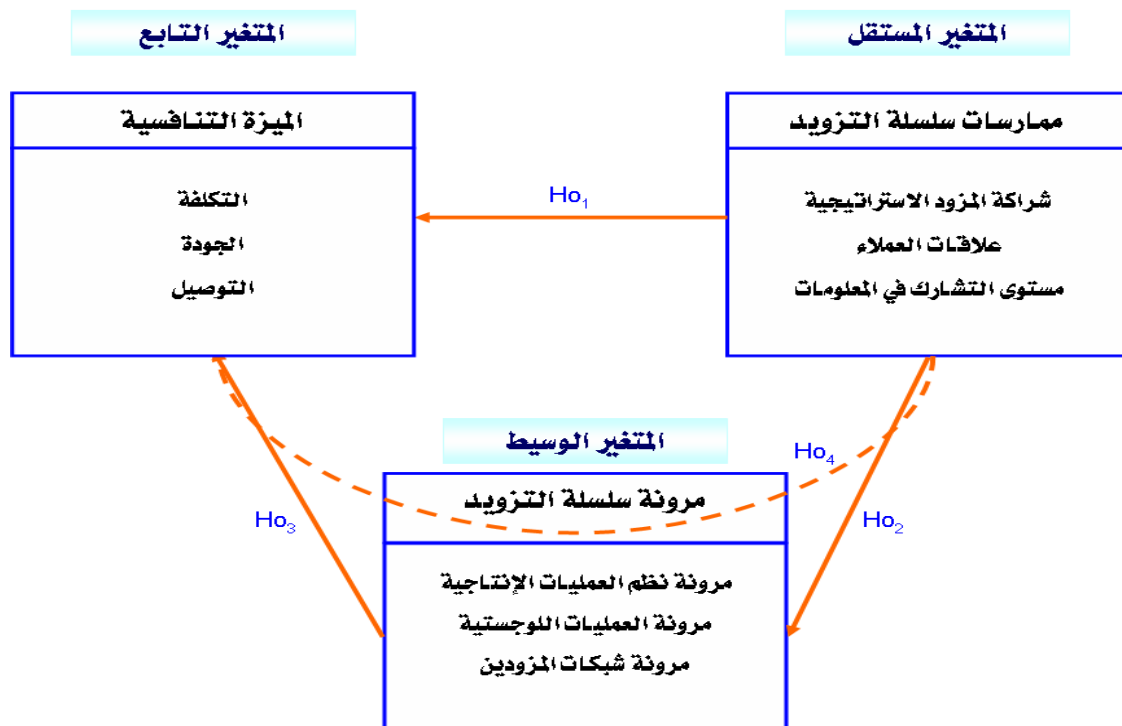 المتغير المستقل
المتغير التابع
ممارسات سلسلة التزويد
شراكة المزود الاستراتيجية
علاقات العملاء
مستوى التشارك في المعلومات
Ho1
الميزة التنافسية
التكلفة
الجودة
التوصيل
المتغير الوسيط
Ho4
مرونة سلسلة التزويد
Ho2
Ho3
مرونة نظم العمليات الإنتاجية
مرونة العمليات اللوجستية
مرونة شبكات المزودين